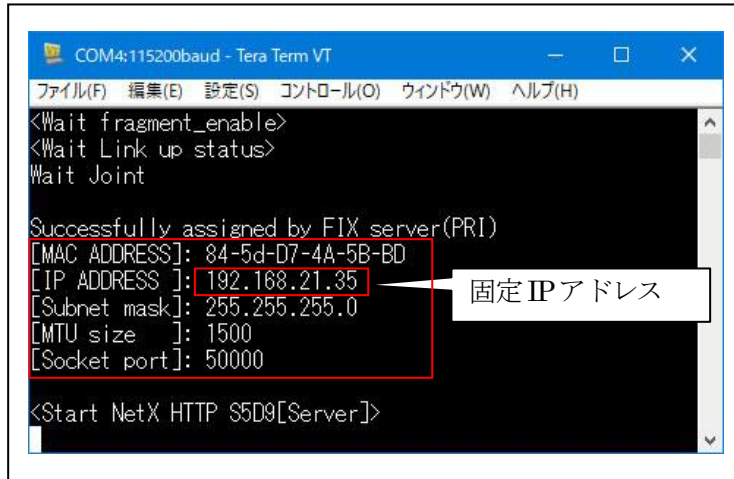 COM4:115200baud - Tera Term VT
ファイル(F) 編集(E) 設定(S) コントロール(O) ウィンドウ(W) ヘルプ(H)
<Wait fragment_enable>
<Wait Link up status>
Wait Joint
Successfully assigned by FIX server(PRI)
[MAC ADDRESS]: 84-5d-D7-4A-5B-BD
[IP ADDRESS ]: 192.168.21.35
固定IPアドレス
[Subnet mask]: 255.255.255.0
[MTU size   ]: 1500
[Socket port]: 50000
<Start NetX HTTP S5D9[Server]>